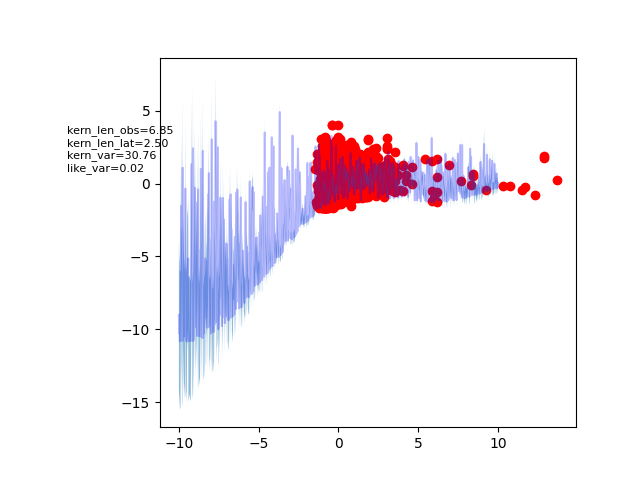 5
kern_len_obs=6.85
kern_len_lat=2.50
kern_var=30.76
like_var=0.02
0
−5
−10
−15
−10 −5 0 5 10